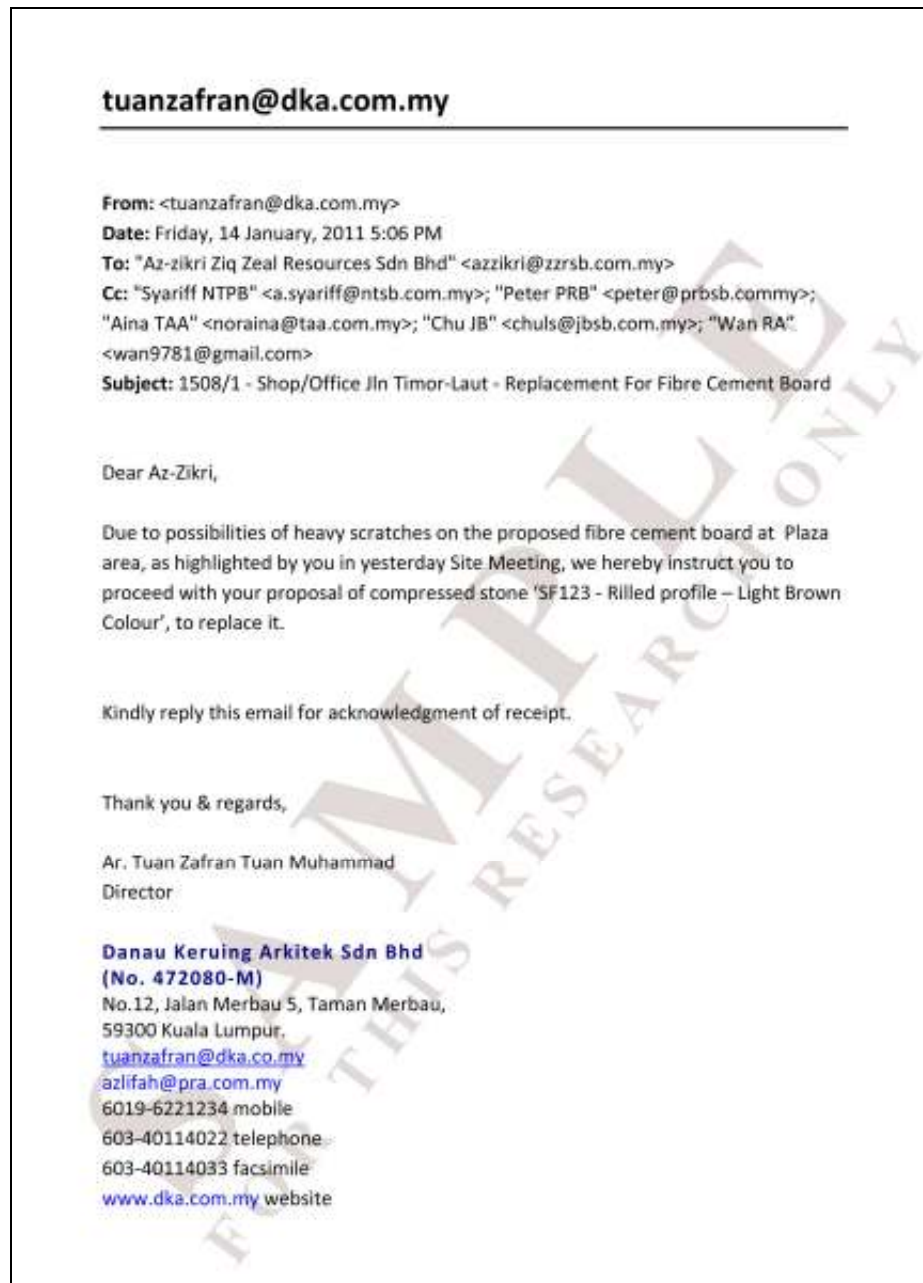 tuanzafran@dka.com.my
From: <tuanzafran@dka.com.my>
Date: Friday, 14 January, 2011 5:06 PM
To: "Az-zikri Ziq Zeal Resources Sdn Bhd" <azzikri@zzrsb.com.my>
Cc: "Syariff NTPB" <a.syariff@ntsb.com.my>; "Peter PRB" <peter@prbsb.commy>;
"Aina TAA" <noraina@taa.com.my>; "Chu JB" <chuls@jbsb.com.my>; "Wan RA"
<wan9781@gmail.com>
Subject: 1508/1 - Shop/Office Jln Timor-Laut - Replacement For Fibre Cement Board
Dear Az-Zikri,
Due to possibilities of heavy scratches on the proposed fibre cement board at Plaza
area, as highlighted by you in yesterday Site Meeting, we hereby instruct you to
proceed with your proposal of compressed stone ‘SF123 - Rilled profile – Light Brown
Colour’, to replace it.
Kindly reply this email for acknowledgment of receipt.
Thank you & regards,
Ar. Tuan Zafran Tuan Muhammad
Director
Danau Keruing Arkitek Sdn Bhd
(No. 472080-M)
No.12, Jalan Merbau 5, Taman Merbau,
59300 Kuala Lumpur.
tuanzafran@dka.co.my
azlifah@pra.com.my
6019-6221234 mobile
603-40114022 telephone
603-40114033 facsimile
www.dka.com.my website
SAMPLE
FOR THIS RESEARCH ONLY